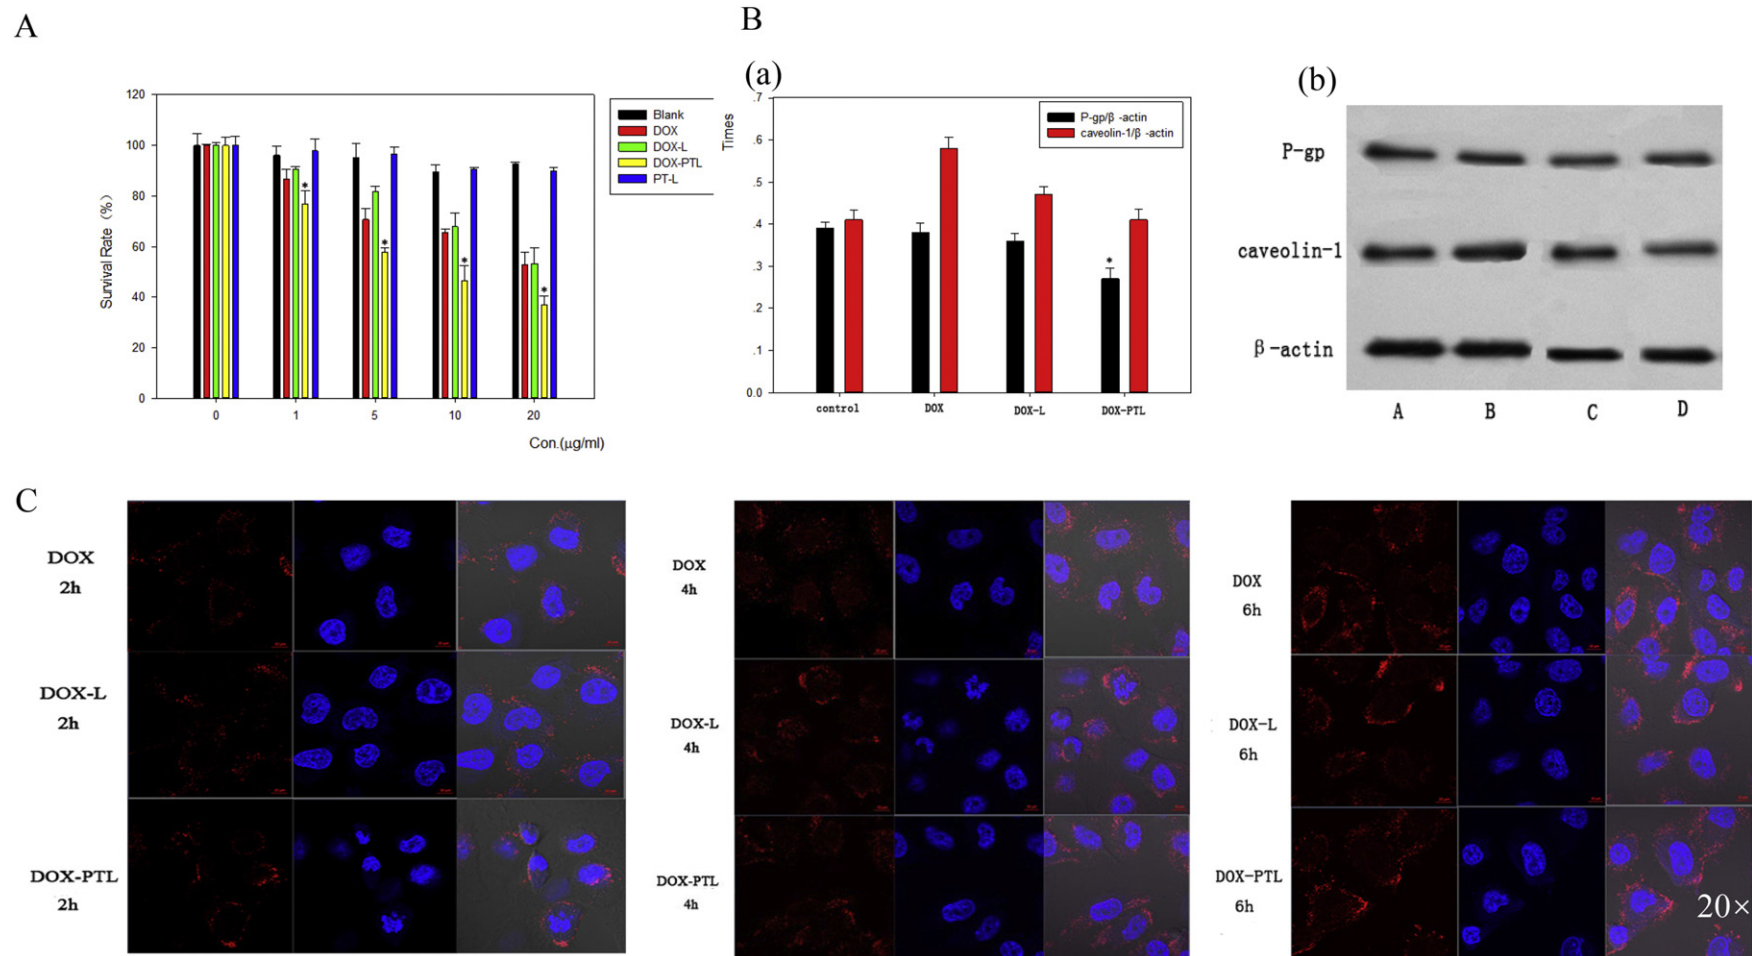 A
B
(a)
(b)
120
100
80
60
40
20
0
Survival Rate (%)
0
1
5
10
20
Con.(μg/ml)
Blank
DOX
DOX-L
DOX-PTL
PT-L
*
*
*
*
.7
.6
.5
.4
.3
.2
.1
0.0
Times
P-gp/β -actin
caveolin-1/β -actin
*
control
DOX
DOX-L
DOX-PTL
P-gp
caveolin-1
β-actin
A
B
C
D
C
DOX
2h
DOX-L
2h
DOX-PTL
2h
DOX
4h
DOX-L
4h
DOX-PTL
4h
DOX
6h
DOX-L
6h
DOX-PTL
6h
20×